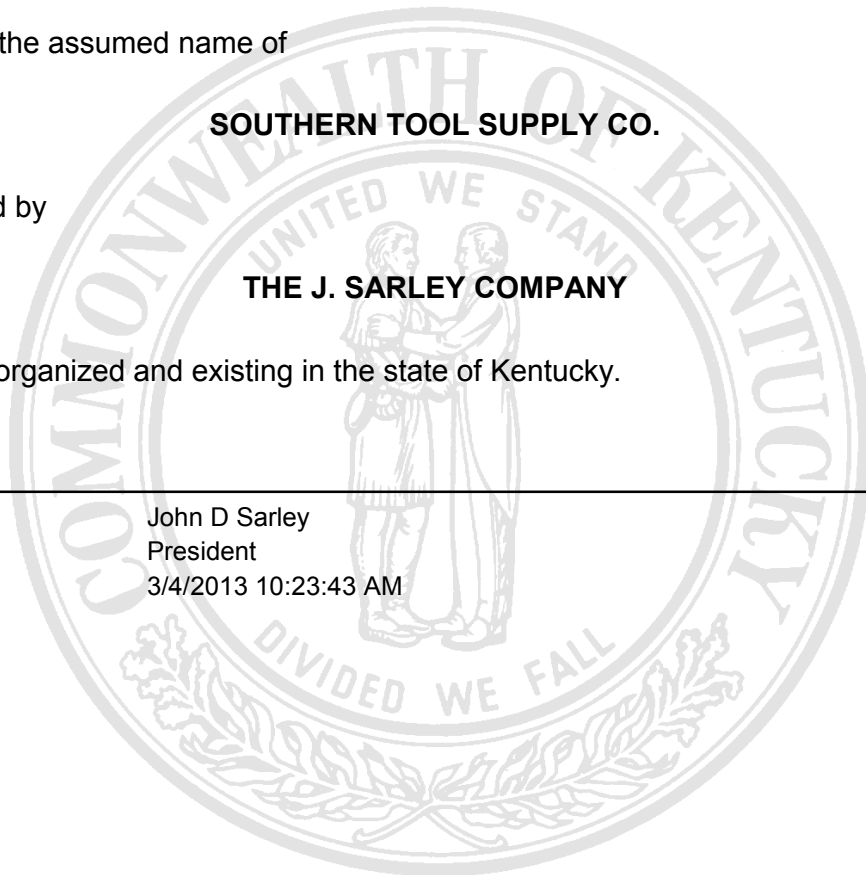 the assumed name of
SOUTHERN TOOL SUPPLY CO.
d by
THE J. SARLEY COMPANY
organized and existing in the state of Kentucky.
John D Sarley
President
3/4/2013 10:23:43 AM
COMMONWEALTH OF KENTUCKY
UNITED WE STAND
DIVIDED WE FALL